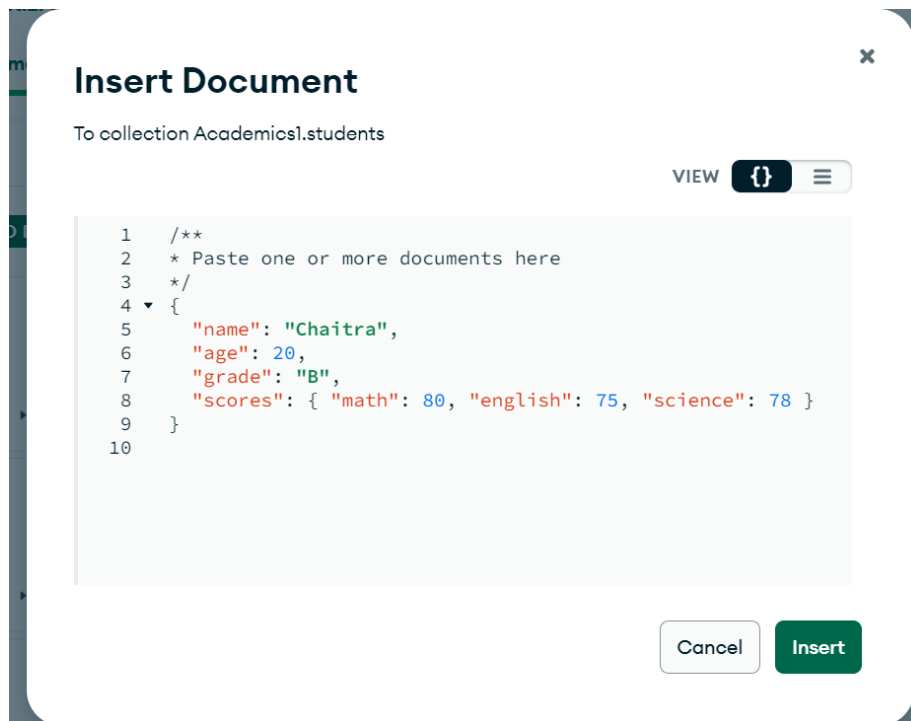 Insert Document
To collection Academics1.students
VIEW {}
1 /**
2 * Paste one or more documents here
3 */
4 {
5 "name": "Chaitra",
6 "age": 20,
7 "grade": "B",
8 "scores": { "math": 80, "english": 75, "science": 78 }
9 }
10
Cancel Insert